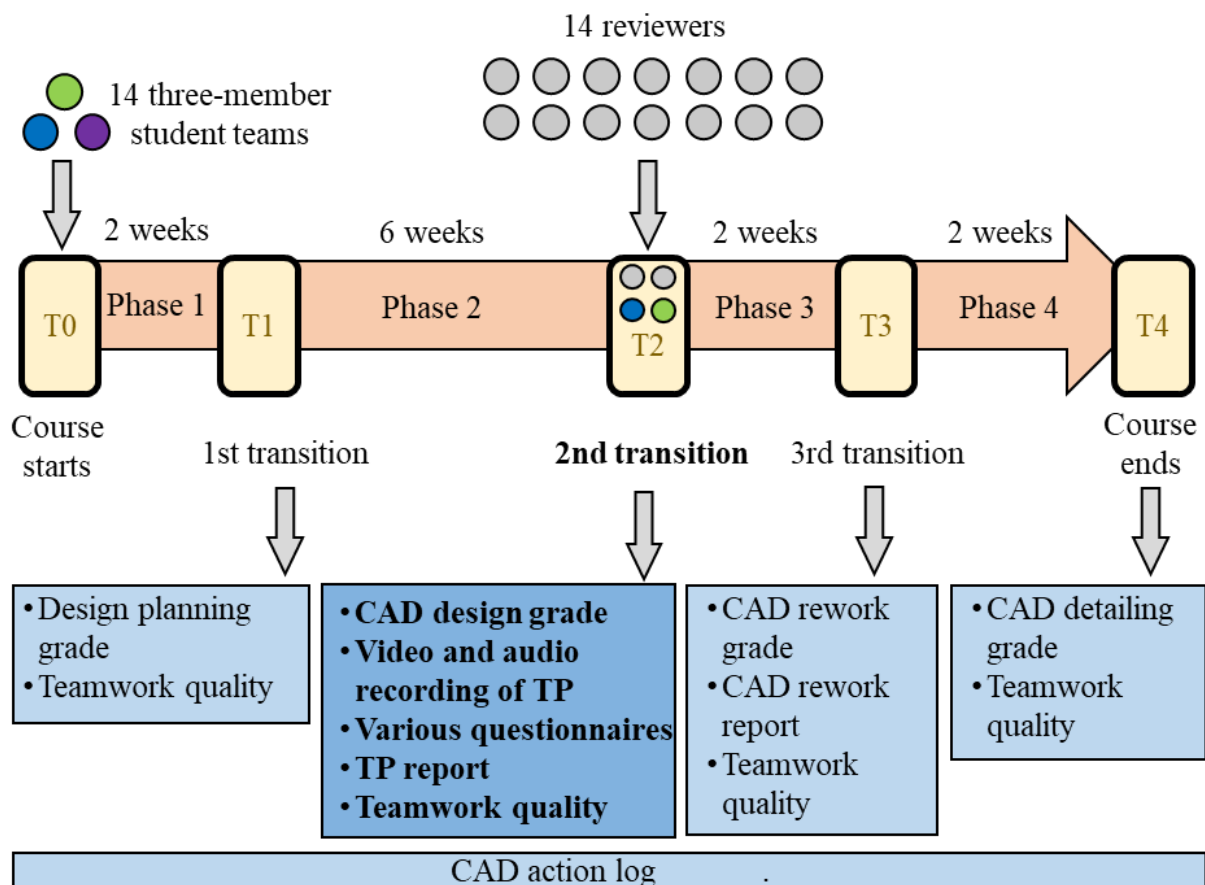 14 reviewers
14 three-member
student teams
2 weeks
6 weeks
2 weeks
2 weeks
T0
Phase 1
T1
Phase 2
T2
Phase 3
T3
Phase 4
T4
Course
starts
1st transition
2nd transition
3rd transition
Course
ends
• Design planning
grade
• Teamwork quality
• CAD design grade
• Video and audio
recording of TP
• Various questionnaires
• TP report
• Teamwork quality
• CAD rework
grade
• CAD rework
report
• Teamwork
quality
• CAD detailing
grade
• Teamwork
quality
CAD action log .